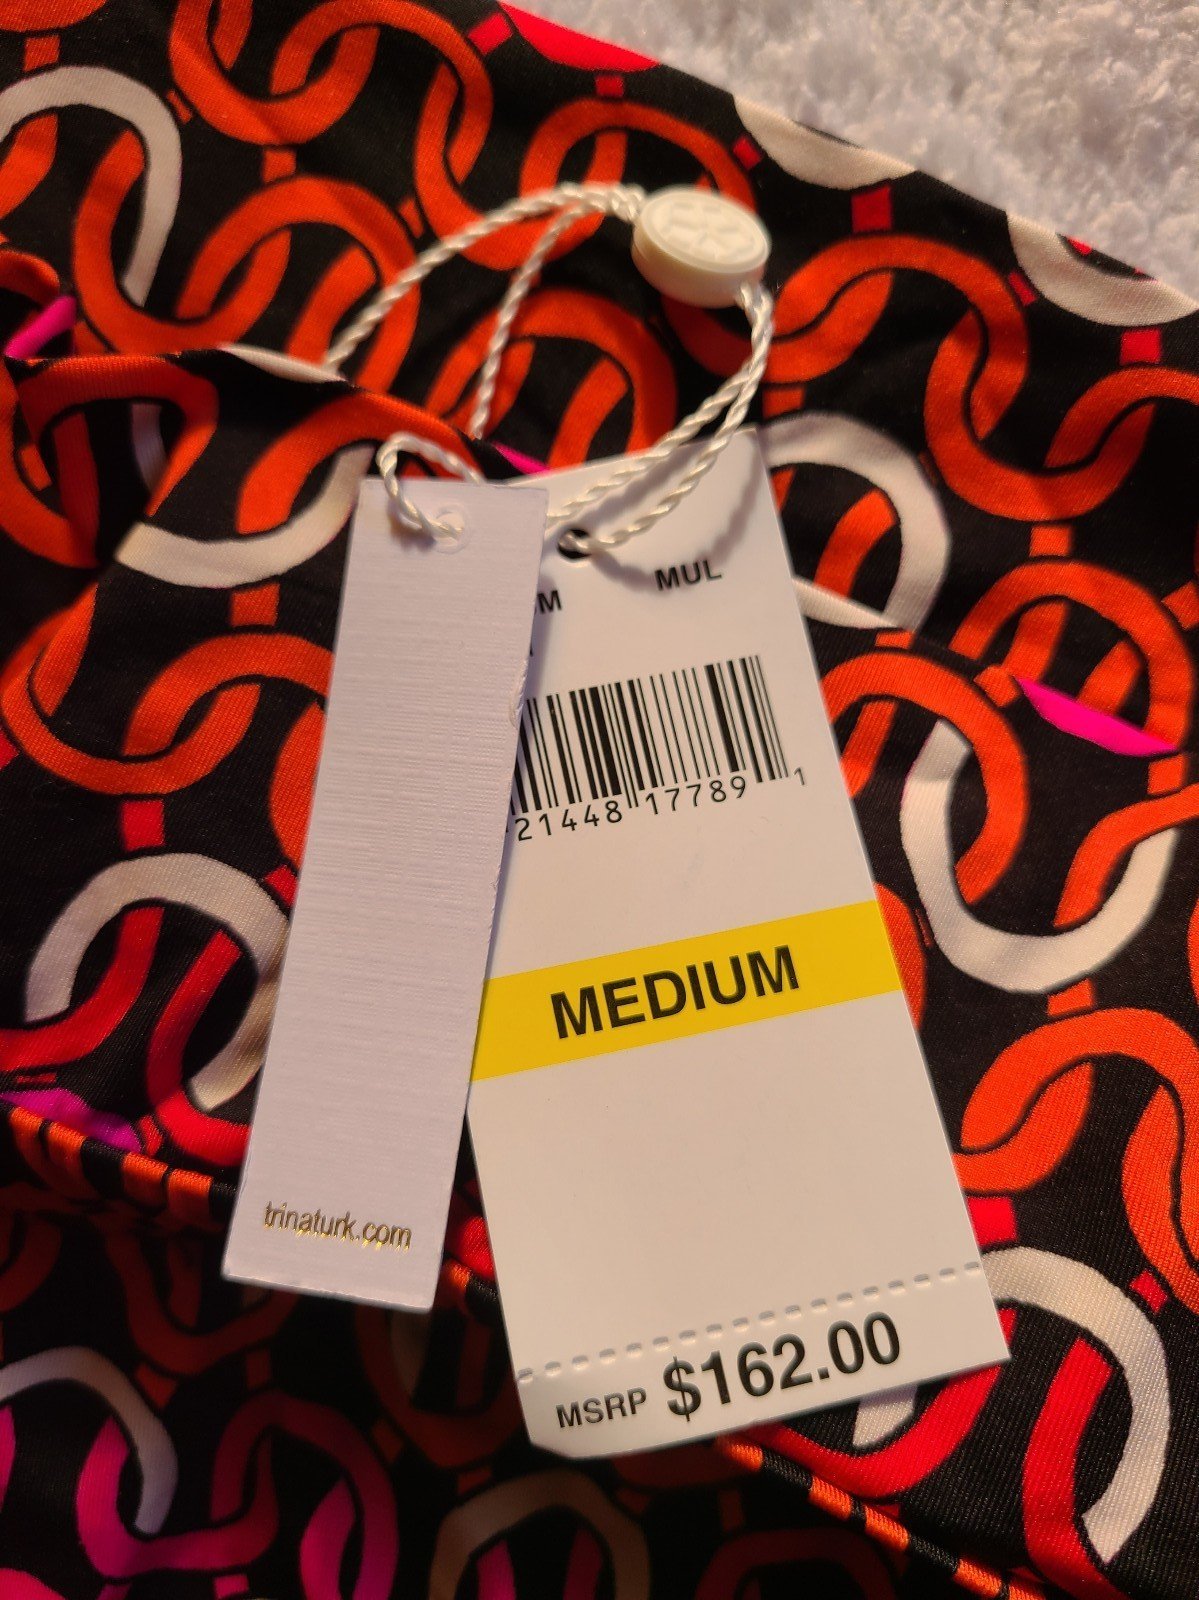 MUL
21448 17789 1
MEDIUM
trinaturk.com
MSRP $162.00